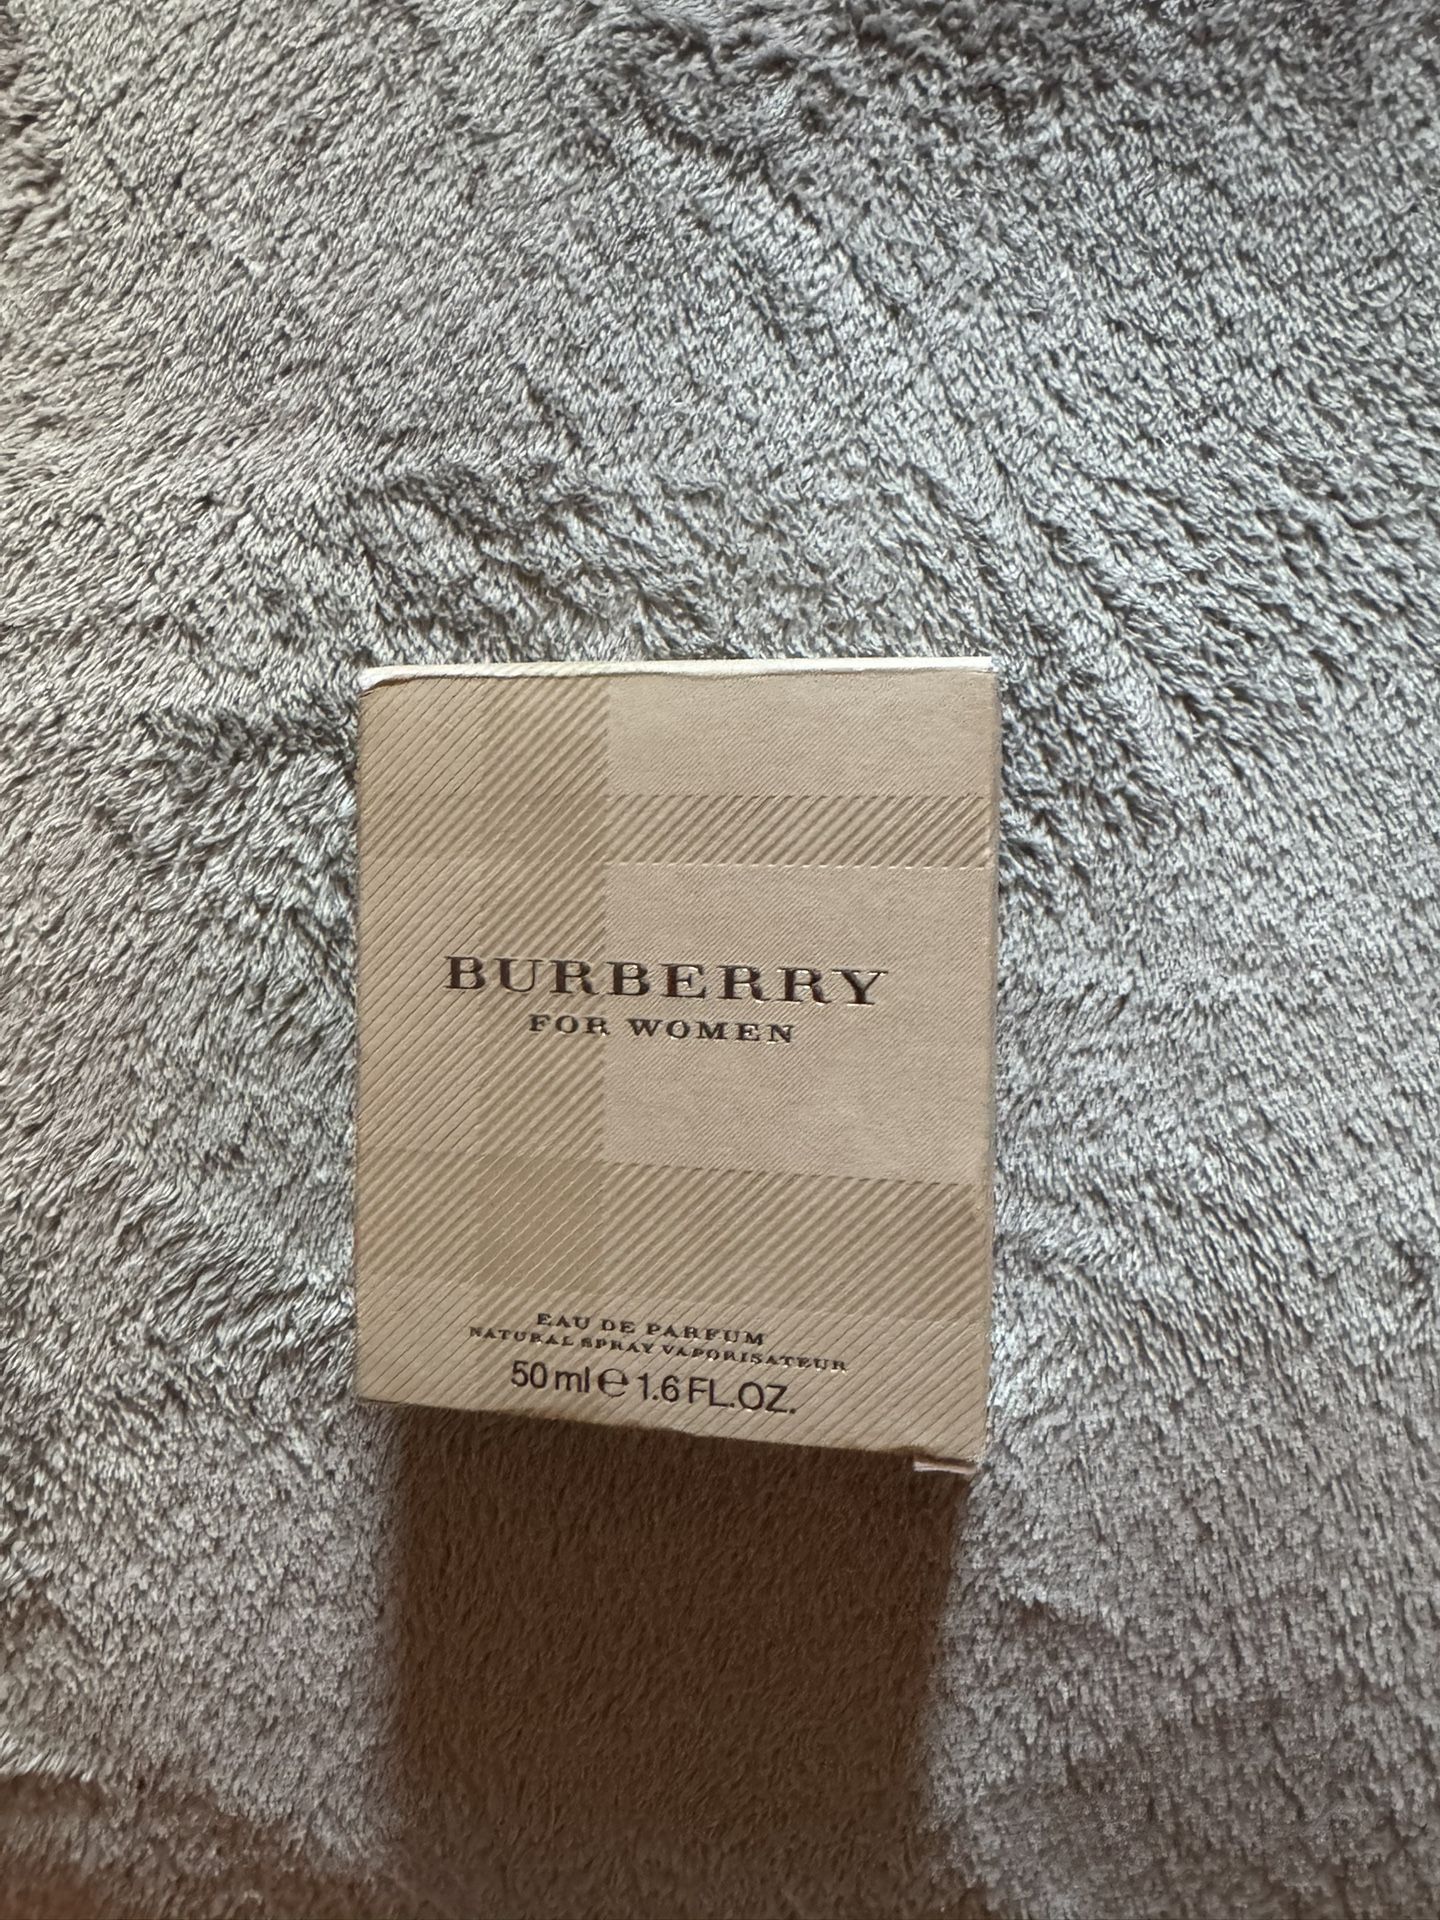 BURBERRY
FOR WOMEN
EAU DE PARFUM
NATURAL SPRAY VAPORISATEUR
50 ml ℮ 1.6 FL.OZ.